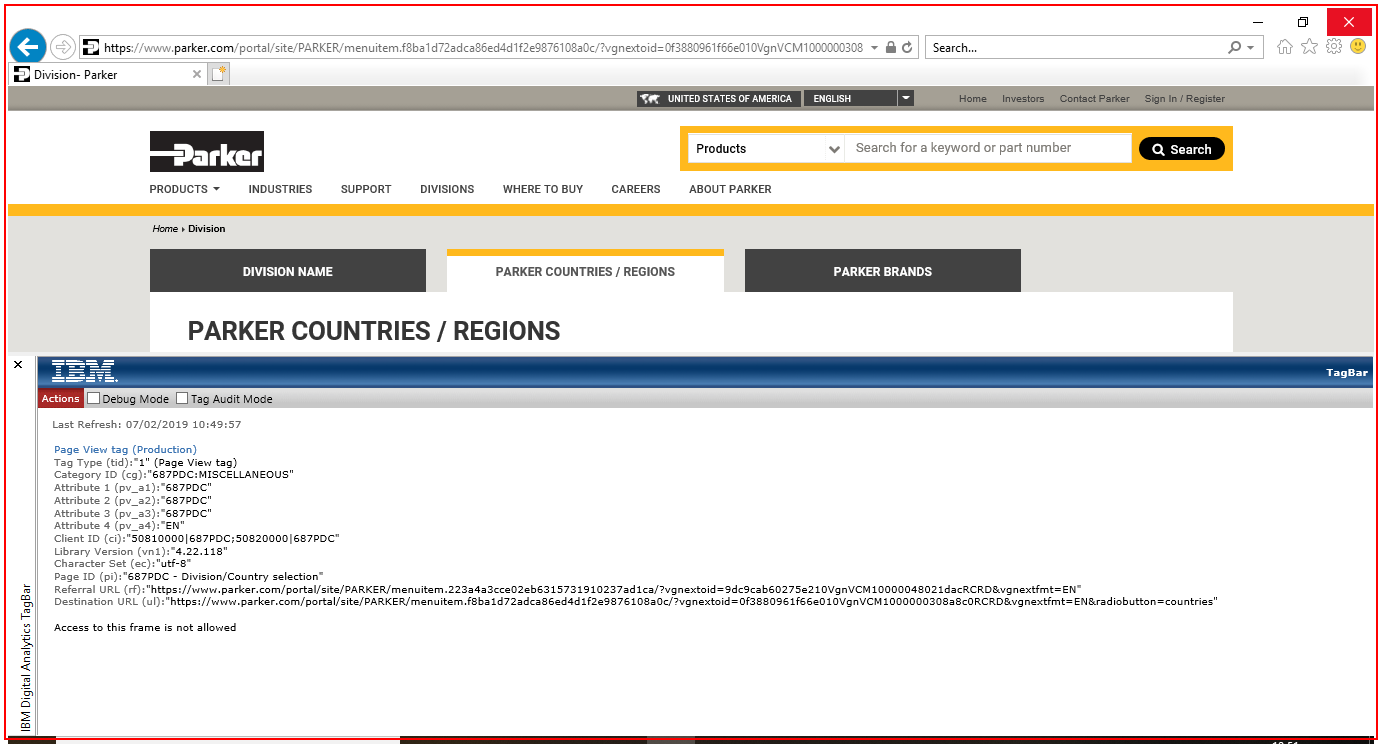 https://www.parker.com/portal/site/PARKER/menuitem.f8ba1d72adca86ed4d1f2e9876108a0c/?vgnextoid=0f3880961f66e010VgnVCM1000000308
Search...
Division- Parker
UNITED STATES OF AMERICA
ENGLISH
Home
Investors
Contact Parker
Sign In / Register
Parker
Products
Search for a keyword or part number
Search
PRODUCTS
INDUSTRIES
SUPPORT
DIVISIONS
WHERE TO BUY
CAREERS
ABOUT PARKER
Home
Division
DIVISION NAME
PARKER COUNTRIES / REGIONS
PARKER BRANDS
PARKER COUNTRIES / REGIONS
IBM.
TagBar
Actions
Debug Mode
Tag Audit Mode
Last Refresh: 07/02/2019 10:49:57
Page View tag (Production)
Tag Type (tid):"1" (Page View tag)
Category ID (cg):"687PDC:MISCELLANEOUS"
Attribute 1 (pv_a1):"687PDC"
Attribute 2 (pv_a2):"687PDC"
Attribute 3 (pv_a3):"687PDC"
Attribute 4 (pv_a4):"EN"
Client ID (ci):"50810000|687PDC;50820000|687PDC"
Library Version (vn1):"4.22.118"
Character Set (ec):"utf-8"
Page ID (pi):"687PDC - Division/Country selection"
Referral URL (rf):"https://www.parker.com/portal/site/PARKER/menuitem.223a4a3cce02eb6315731910237ad1ca/?vgnextoid=9dc9cab60275e210VgnVCM10000048021dacRCRD&vgnextfmt=EN"
Destination URL (ul):"https://www.parker.com/portal/site/PARKER/menuitem.f8ba1d72adca86ed4d1f2e9876108a0c/?vgnextoid=0f3880961f66e010VgnVCM1000000308a8c0RCRD&vgnextfmt=EN&radiobutton=countries"
Access to this frame is not allowed
IBM Digital Analytics TagBar